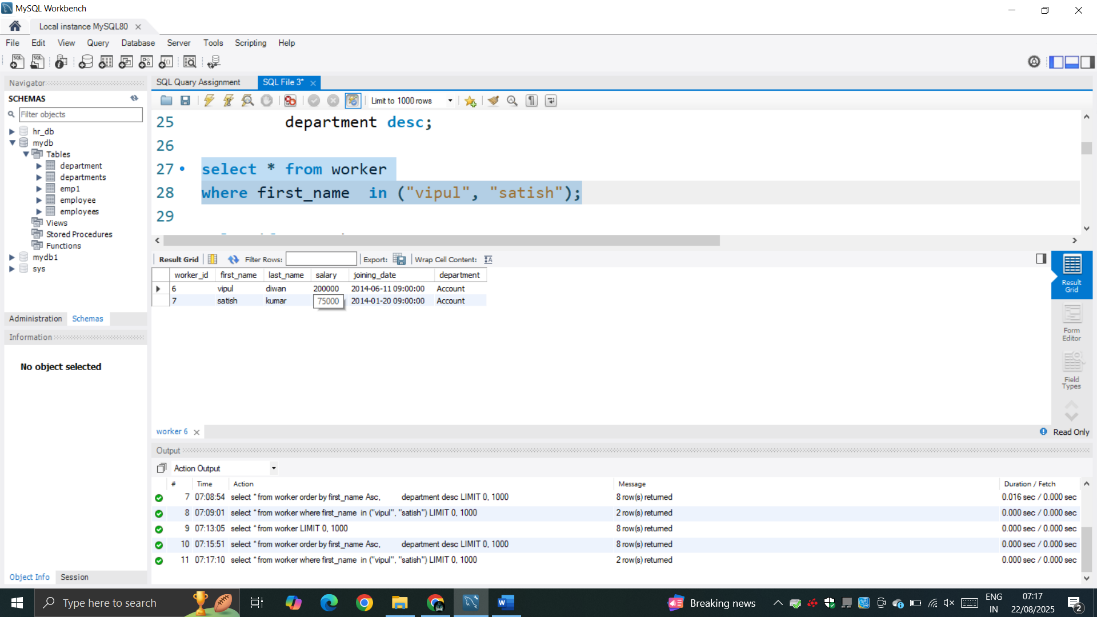 MySQL Workbench
Local instance MySQL80
File Edit View Query Database Server Tools Scripting Help
Navigator
SCHEMAS
Filter objects
hr_db
mydb
Tables
department
departments
emp1
employee
employees
Views
Stored Procedures
Functions
mydb1
sys
Administration Schemas
Information
No object selected
Object Info Session
SQL Quary Assignment SQL File 3*
Limit to 1000 rows
25 department desc;
26
27 select * from worker
28 where first_name in ("vipul", "satish");
29
Result Grid Filter Rows: Export: Wrap Cell Content:
worker_id first_name last_name salary joining_date department
6 vipul diwan 200000 2014-06-11 09:00:00 Account
7 satish kumar 75000 2014-01-20 09:00:00 Account
Result Grid
Form Editor
Field Types
worker 6
Read Only
Output
Action Output
# Time Action Message Duration / Fetch
7 07:08:54 select * from worker order by first_name Asc, department desc LIMIT 0, 1000 8 row(s) returned 0.016 sec / 0.000 sec
8 07:09:01 select * from worker where first_name in ("vipul", "satish") LIMIT 0, 1000 2 row(s) returned 0.000 sec / 0.000 sec
9 07:13:05 select * from worker LIMIT 0, 1000 8 row(s) returned 0.000 sec / 0.000 sec
10 07:15:51 select * from worker order by first_name Asc, department desc LIMIT 0, 1000 8 row(s) returned 0.000 sec / 0.000 sec
11 07:17:10 select * from worker where first_name in ("vipul", "satish") LIMIT 0, 1000 2 row(s) returned 0.000 sec / 0.000 sec
Type here to search
Breaking news
ENG
IN
07:17
22/08/2025
2